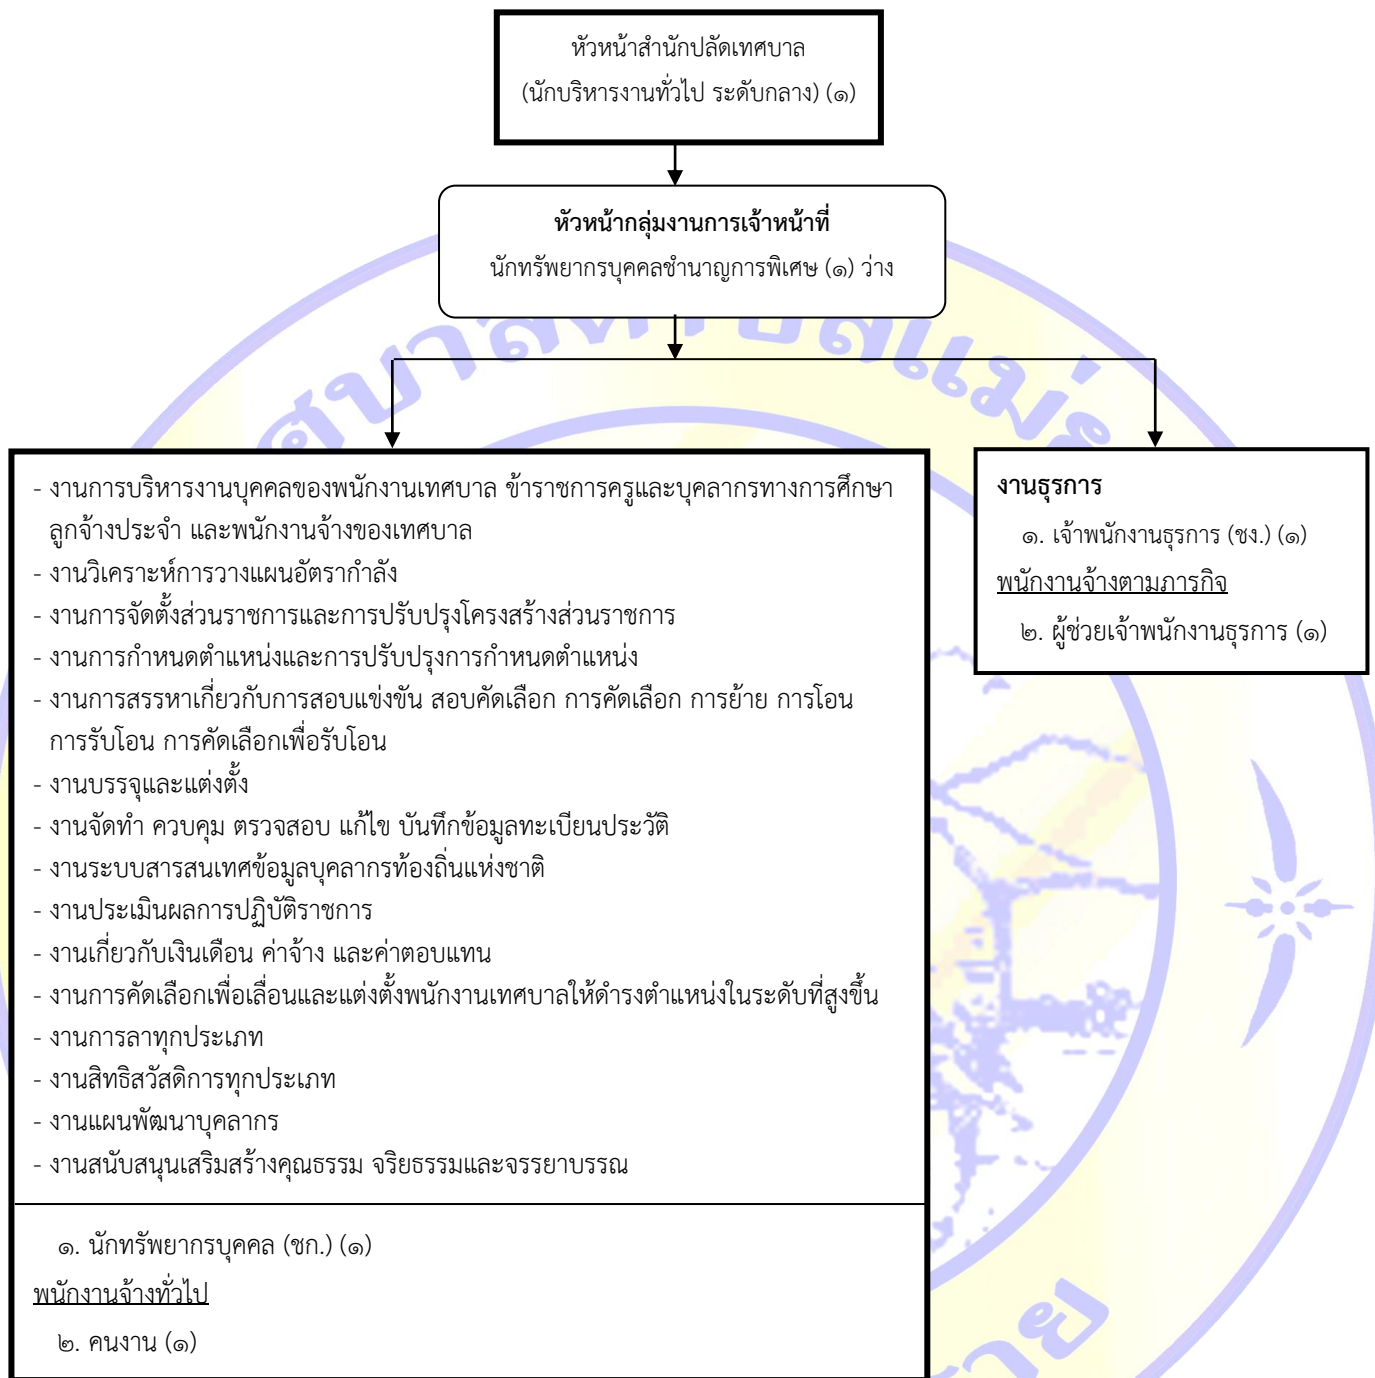 หัวหน้าสำนักปลัดเทศบาล
(นักบริหารงานทั่วไป ระดับกลาง) (๑)
หัวหน้ากลุ่มงานการเจ้าหน้าที่
นักทรัพยากรบุคคลชำนาญการพิเศษ (๑) ว่าง
- งานการบริหารงานบุคคลของพนักงานเทศบาล ข้าราชการครูและบุคลากรทางการศึกษา
ลูกจ้างประจำ และพนักงานจ้างของเทศบาล
- งานวิเคราะห์การวางแผนอัตรากำลัง
- งานการจัดตั้งส่วนราชการและการปรับปรุงโครงสร้างส่วนราชการ
- งานการกำหนดตำแหน่งและการปรับปรุงการกำหนดตำแหน่ง
- งานการสรรหาเกี่ยวกับการสอบแข่งขัน สอบคัดเลือก การคัดเลือก การย้าย การโอน
การรับโอน การคัดเลือกเพื่อรับโอน
- งานบรรจุและแต่งตั้ง
- งานจัดทำ ควบคุม ตรวจสอบ แก้ไข บันทึกข้อมูลทะเบียนประวัติ
- งานระบบสารสนเทศข้อมูลบุคลากรท้องถิ่นแห่งชาติ
- งานประเมินผลการปฏิบัติราชการ
- งานเกี่ยวกับเงินเดือน ค่าจ้าง และค่าตอบแทน
- งานการคัดเลือกเพื่อเลื่อนและแต่งตั้งพนักงานเทศบาลให้ดำรงตำแหน่งในระดับที่สูงขึ้น
- งานการลาทุกประเภท
- งานสิทธิสวัสดิการทุกประเภท
- งานแผนพัฒนาบุคลากร
- งานสนับสนุนเสริมสร้างคุณธรรม จริยธรรมและจรรยาบรรณ
๑. นักทรัพยากรบุคคล (ชก.) (๑)
พนักงานจ้างทั่วไป
๒. คนงาน (๑)
งานธุรการ
๑. เจ้าพนักงานธุรการ (ชง.) (๑)
พนักงานจ้างตามภารกิจ
๒. ผู้ช่วยเจ้าพนักงานธุรการ (๑)